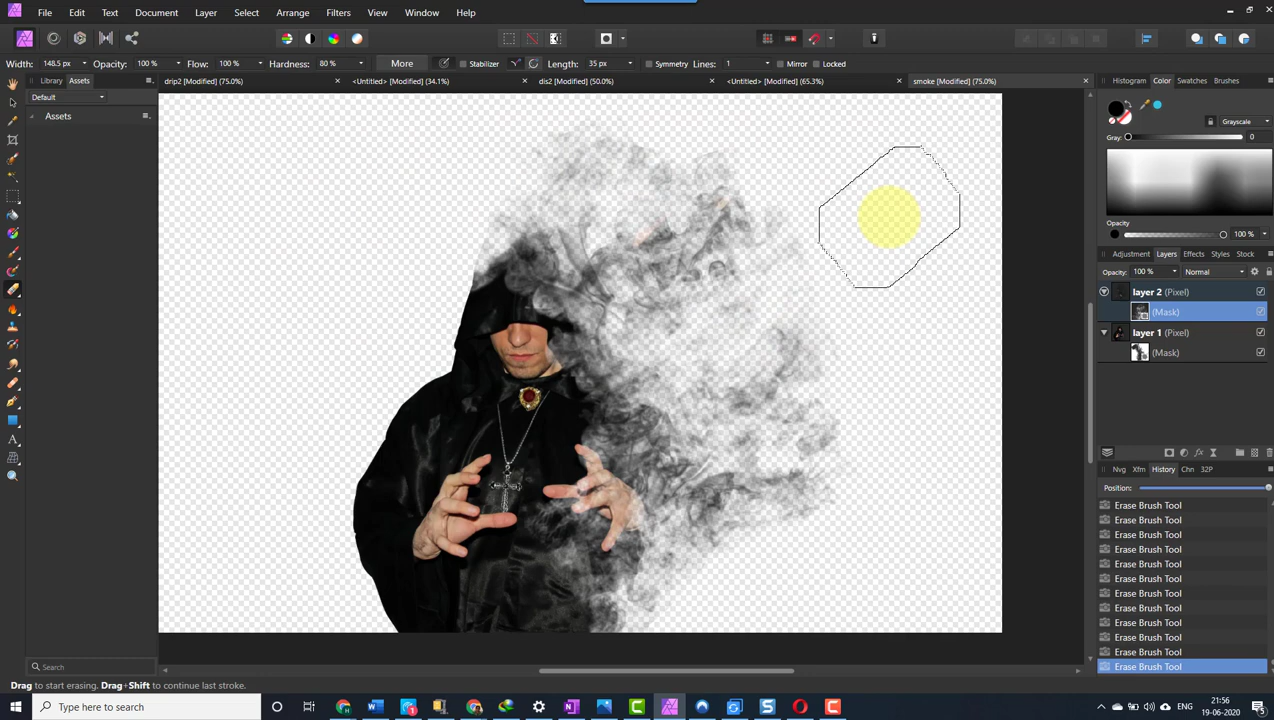 File Edit Text Document Layer Select Arrange Filters View Window Help
Width: 148.5 px Opacity: 100 % Flow: 100 % Hardness: 80 % More Stabilizer Length: 35 px Symmetry Lines: 1 Mirror Locked
Library Assets
drip2 [Modified] (75.0%)
<Untitled> [Modified] (34.1%)
dis2 [Modified] (50.0%)
<Untitled> [Modified] (65.3%)
smoke [Modified] (75.0%)
Histogram Color Swatches Brushes
Default
Assets
Grayscale
Gray: 0
Opacity
100 %
Adjustment Layers Effects Styles Stock
Opacity: 100 % Normal
layer 2 (Pixel)
(Mask)
layer 1 (Pixel)
(Mask)
Nvg Xfm History Chn 32P
Position:
Erase Brush Tool
Erase Brush Tool
Erase Brush Tool
Erase Brush Tool
Erase Brush Tool
Erase Brush Tool
Erase Brush Tool
Erase Brush Tool
Erase Brush Tool
Erase Brush Tool
Erase Brush Tool
Erase Brush Tool
Search
Drag to start erasing. Drag+Shift to continue last stroke.
Type here to search
ENG
21:56
19-06-2020